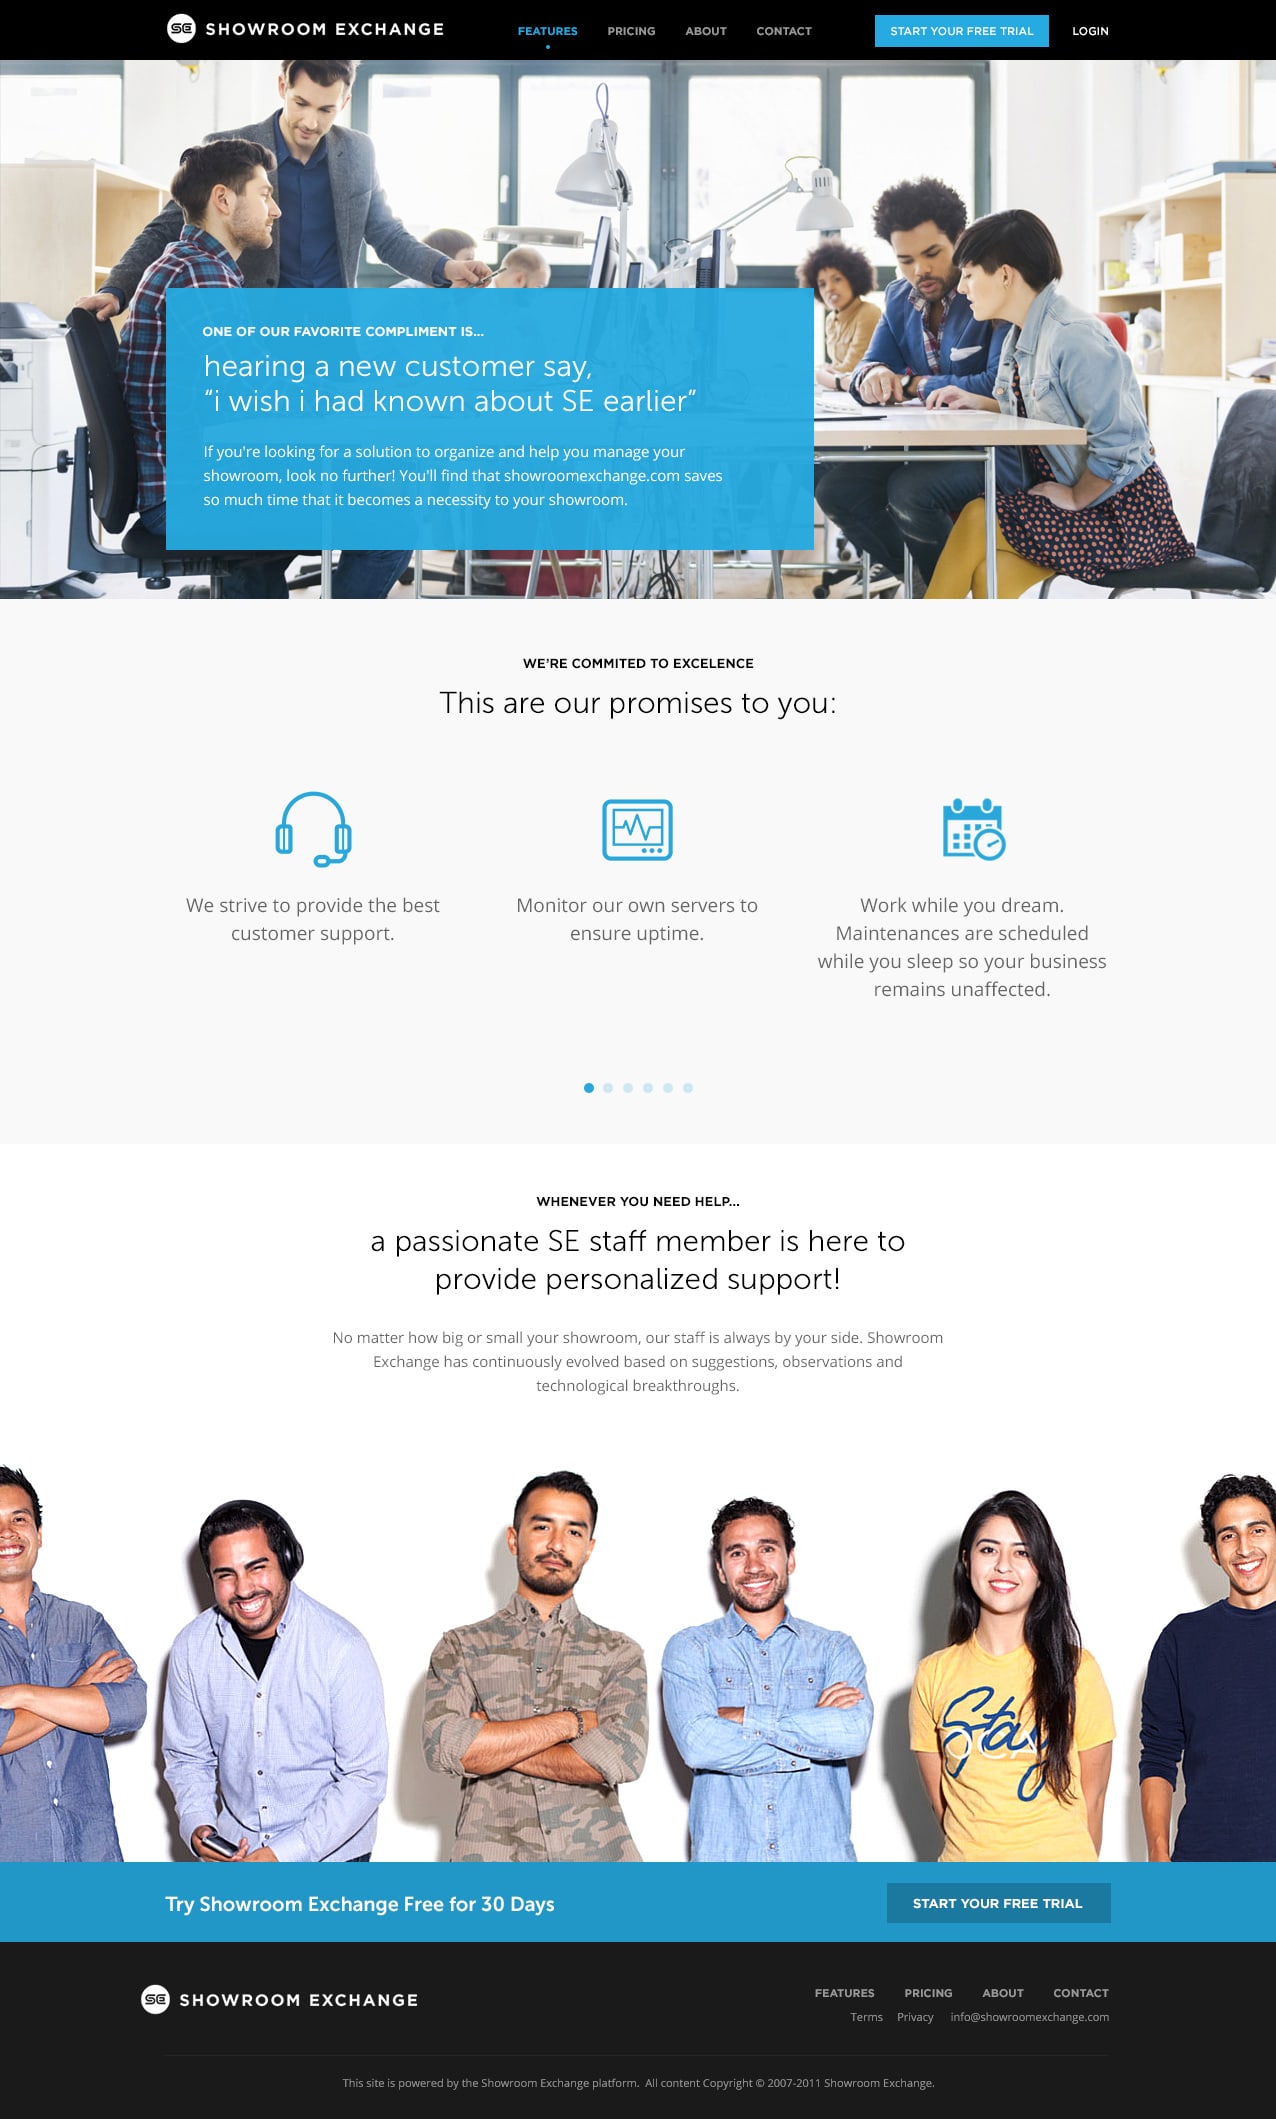 SE SHOWROOM EXCHANGE
FEATURES PRICING ABOUT CONTACT
START YOUR FREE TRIAL
LOGIN
ONE OF OUR FAVORITE COMPLIMENT IS...
hearing a new customer say,
“i wish i had known about SE earlier”
If you're looking for a solution to organize and help you manage your
showroom, look no further! You'll find that showroomexchange.com saves
so much time that it becomes a necessity to your showroom.
WE'RE COMMITED TO EXCELENCE
This are our promises to you:
We strive to provide the best
customer support.
Monitor our own servers to
ensure uptime.
Work while you dream.
Maintenances are scheduled
while you sleep so your business
remains unaffected.
WHENEVER YOU NEED HELP...
a passionate SE staff member is here to
provide personalized support!
No matter how big or small your showroom, our staff is always by your side. Showroom
Exchange has continuously evolved based on suggestions, observations and
technological breakthroughs.
Stay
Try Showroom Exchange Free for 30 Days
START YOUR FREE TRIAL
SE SHOWROOM EXCHANGE
FEATURES PRICING ABOUT CONTACT
Terms Privacy info@showroomexchange.com
This site is powered by the Showroom Exchange platform. All content Copyright © 2007-2011 Showroom Exchange.